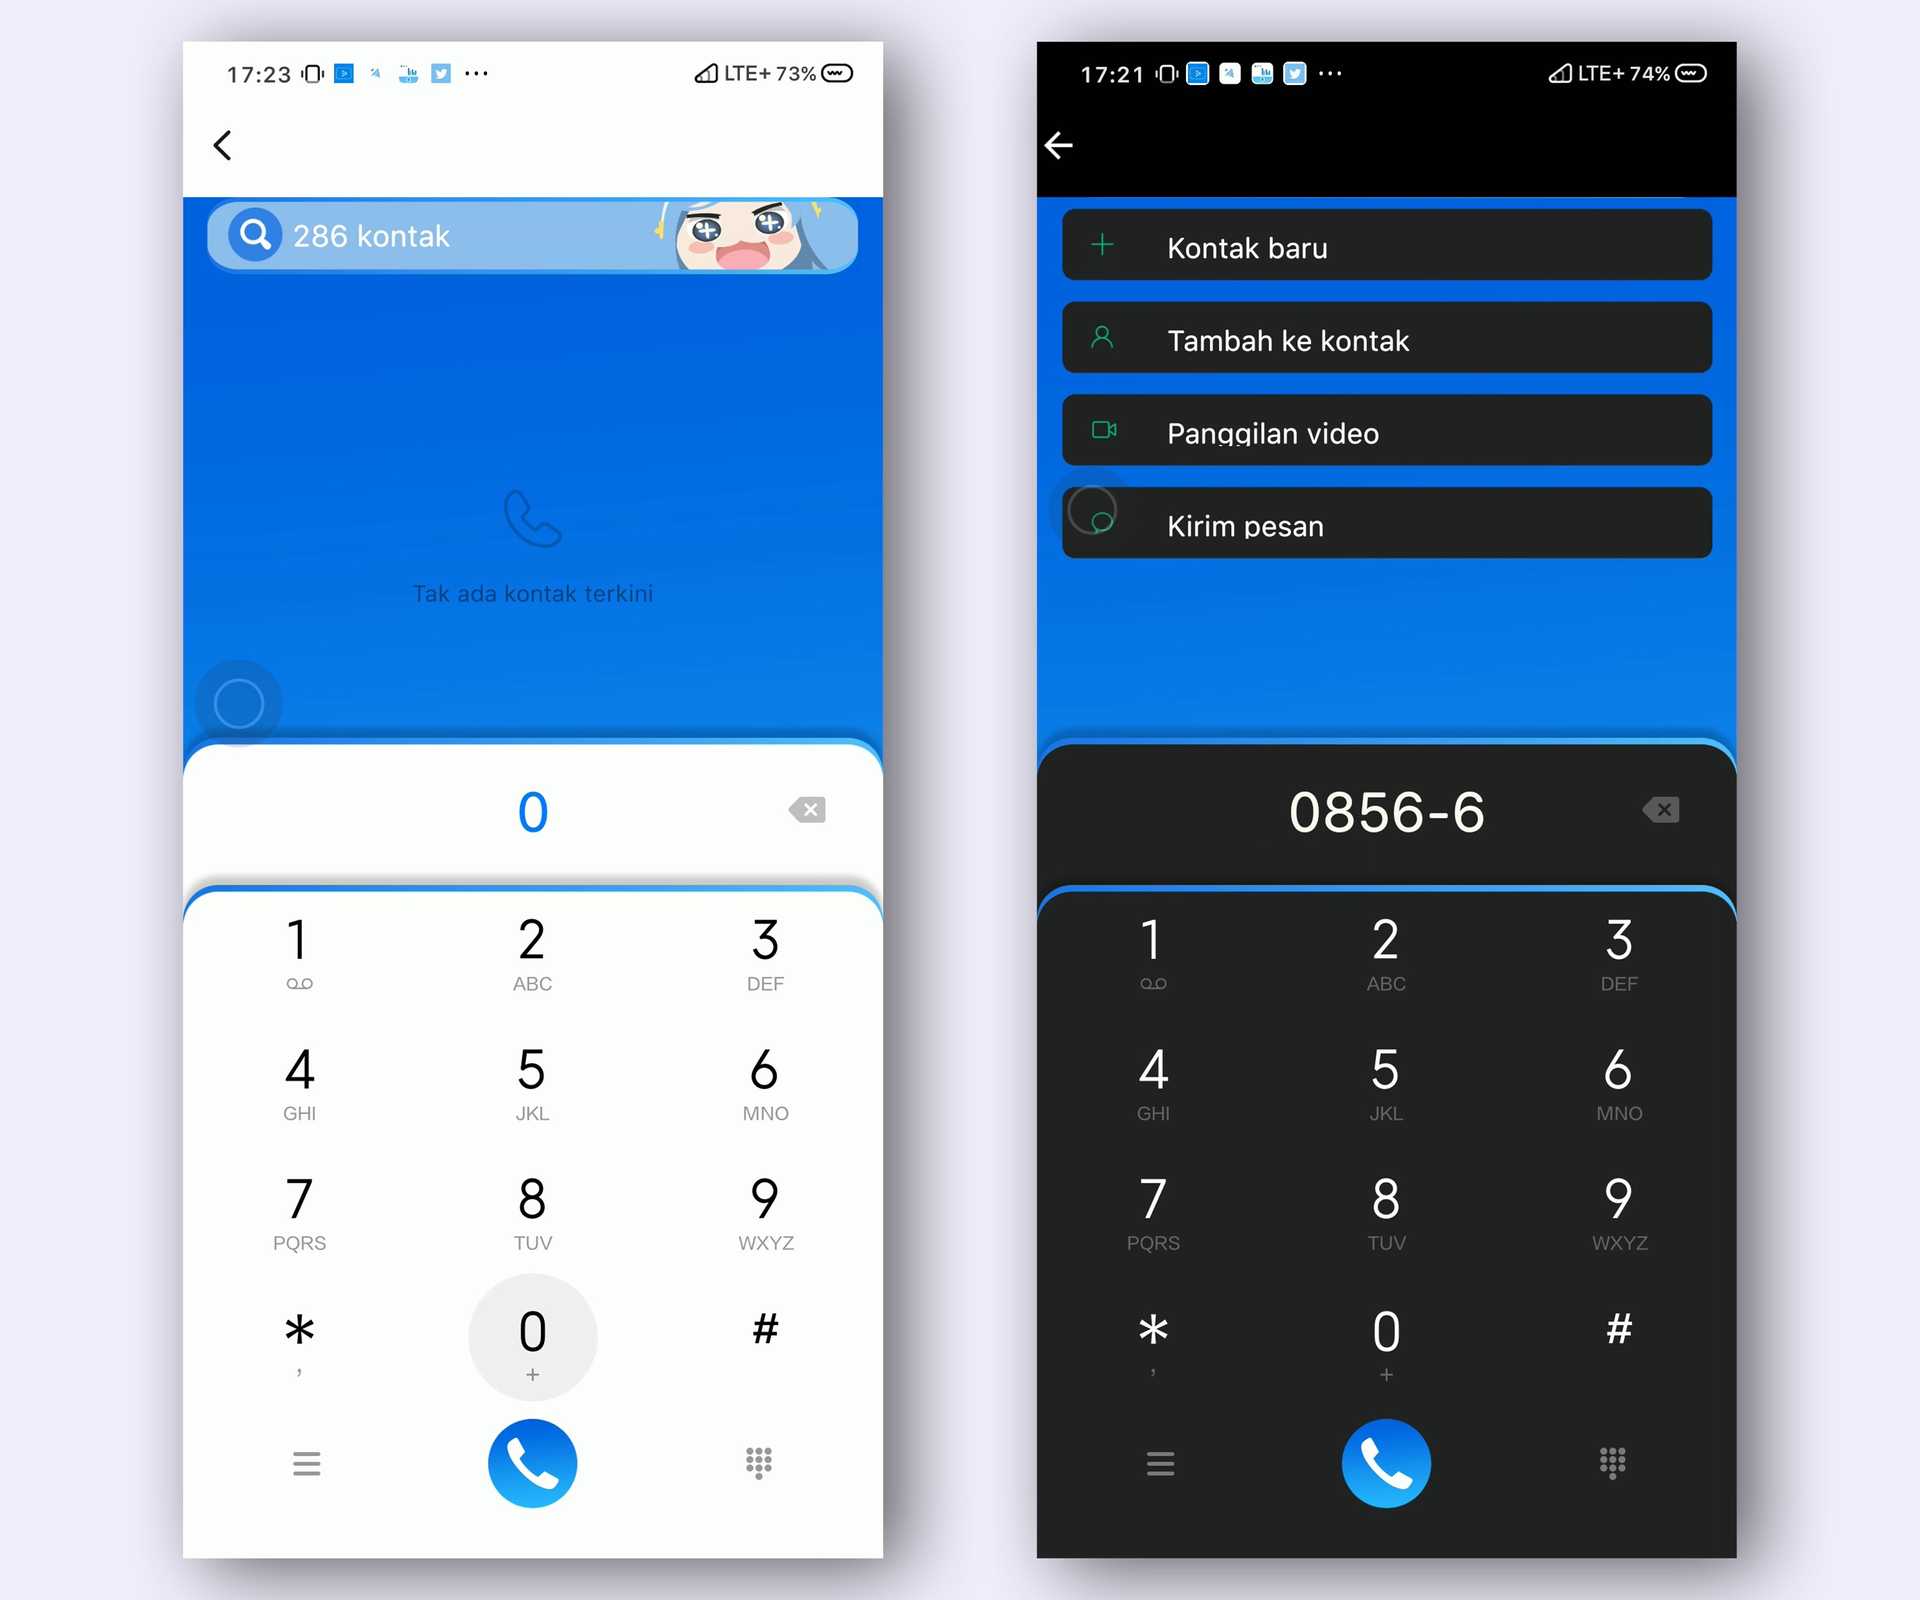 17:23 LTE+ 73%
286 kontak
Tak ada kontak terkini
0
1 2 3
ABC DEF
4 5 6
GHI JKL MNO
7 8 9
PQRS TUV WXYZ
* 0 #
, +
17:21 LTE+ 74%
Kontak baru
Tambah ke kontak
Panggilan video
Kirim pesan
0856-6
1 2 3
ABC DEF
4 5 6
GHI JKL MNO
7 8 9
PQRS TUV WXYZ
* 0 #
, +